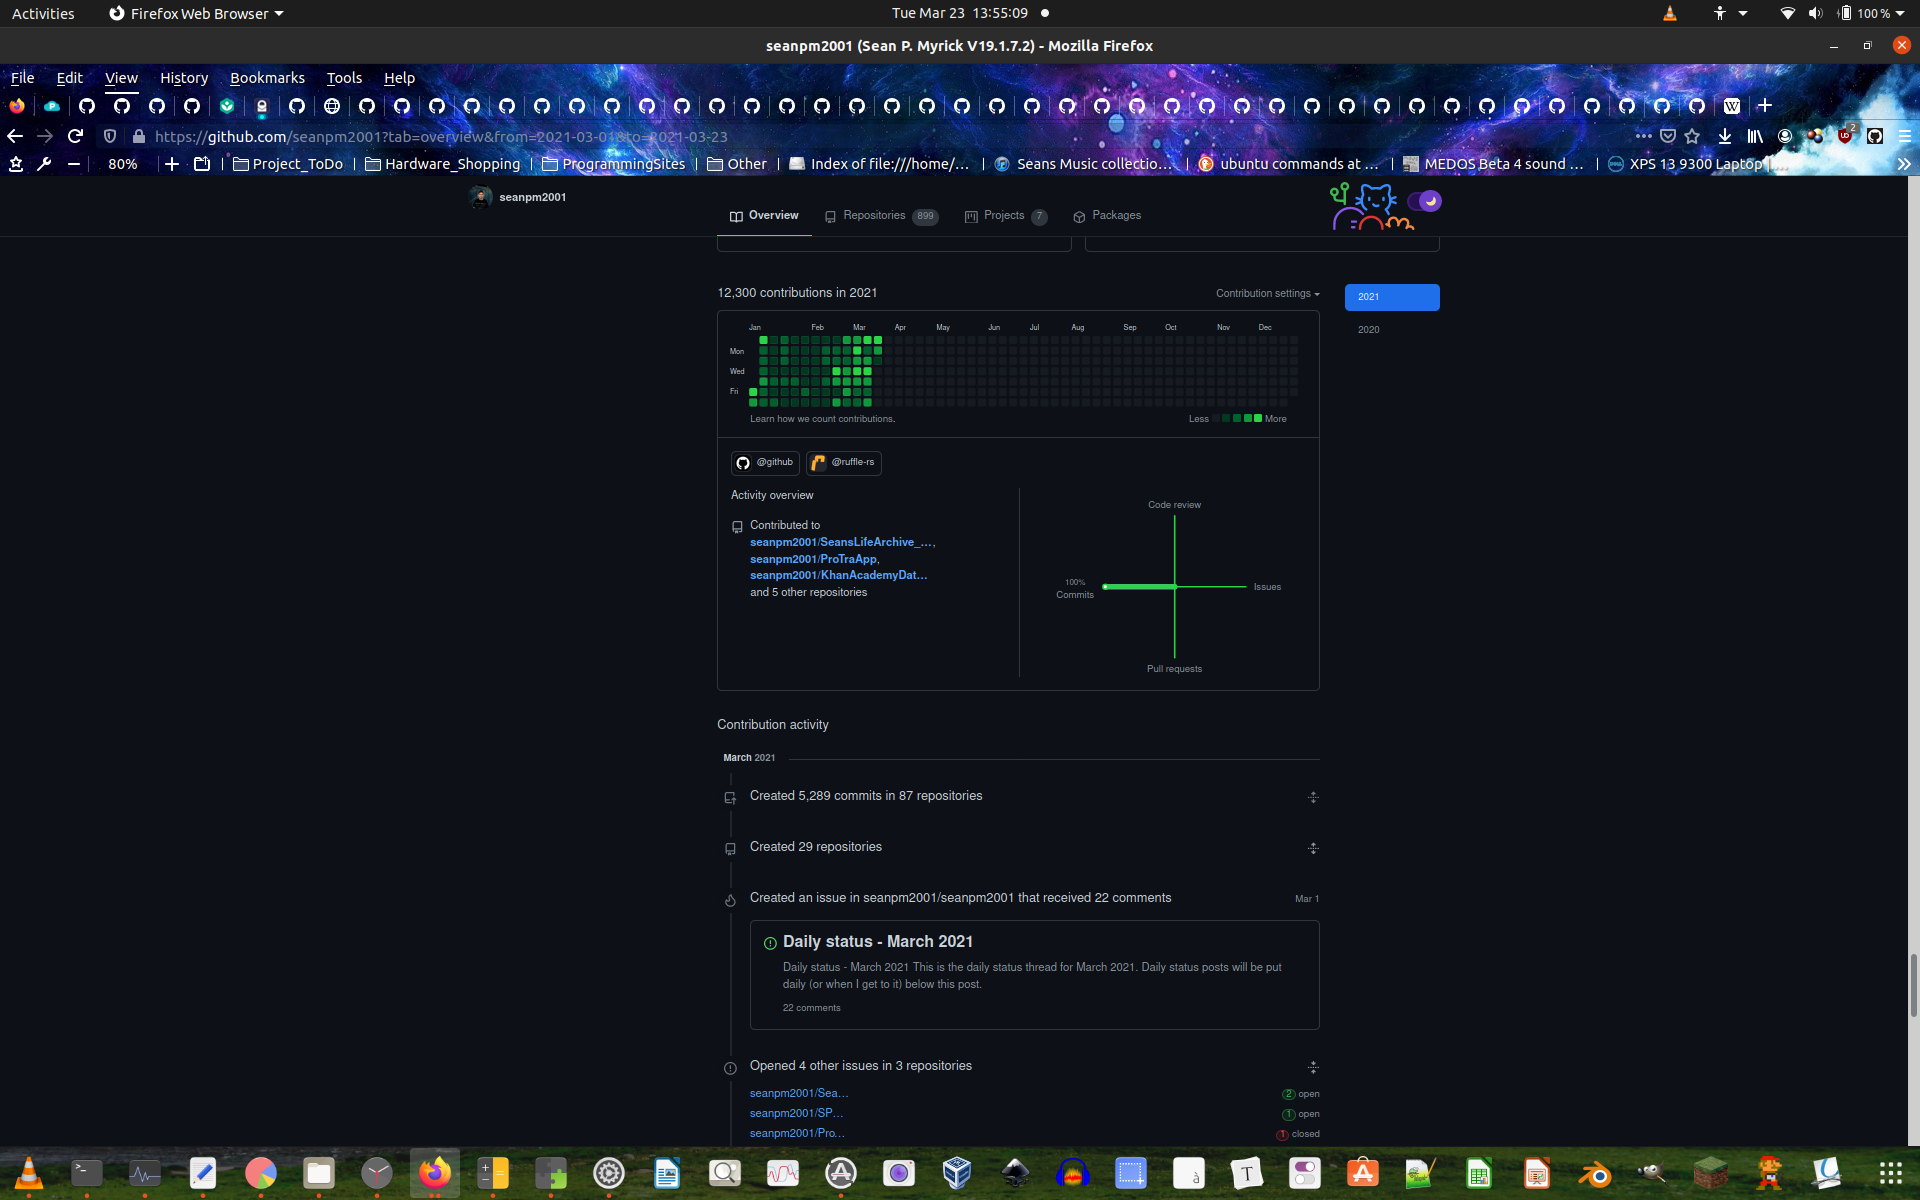 Activities
Firefox Web Browser
Tue Mar 23 13:55:09
100 %
seanpm2001 (Sean P. Myrick V19.1.7.2) - Mozilla Firefox
File Edit View History Bookmarks Tools Help
https://github.com/seanpm2001?tab=overview&from=2021-03-01&to=2021-03-23
2
80%
Project_ToDo
Hardware_Shopping
ProgrammingSites
Other
Index of file:///home/…
Seans Music collectio…
ubuntu commands at …
MEDOS Beta 4 sound …
XPS 13 9300 Laptop |…
seanpm2001
Overview
Repositories 899
Projects 7
Packages
12,300 contributions in 2021
Contribution settings
2021
2020
Jan Feb Mar Apr May Jun Jul Aug Sep Oct Nov Dec
Mon
Wed
Fri
Learn how we count contributions.
Less More
@github
@ruffle-rs
Activity overview
Contributed to
seanpm2001/SeansLifeArchive_…,
seanpm2001/ProTraApp,
seanpm2001/KhanAcademyDat…
and 5 other repositories
Code review
100%
Commits
Issues
Pull requests
Contribution activity
March 2021
Created 5,289 commits in 87 repositories
Created 29 repositories
Created an issue in seanpm2001/seanpm2001 that received 22 comments
Mar 1
Daily status - March 2021
Daily status - March 2021 This is the daily status thread for March 2021. Daily status posts will be put
daily (or when I get to it) below this post.
22 comments
Opened 4 other issues in 3 repositories
seanpm2001/Sea…
2 open
seanpm2001/SP…
1 open
seanpm2001/Pro…
1 closed